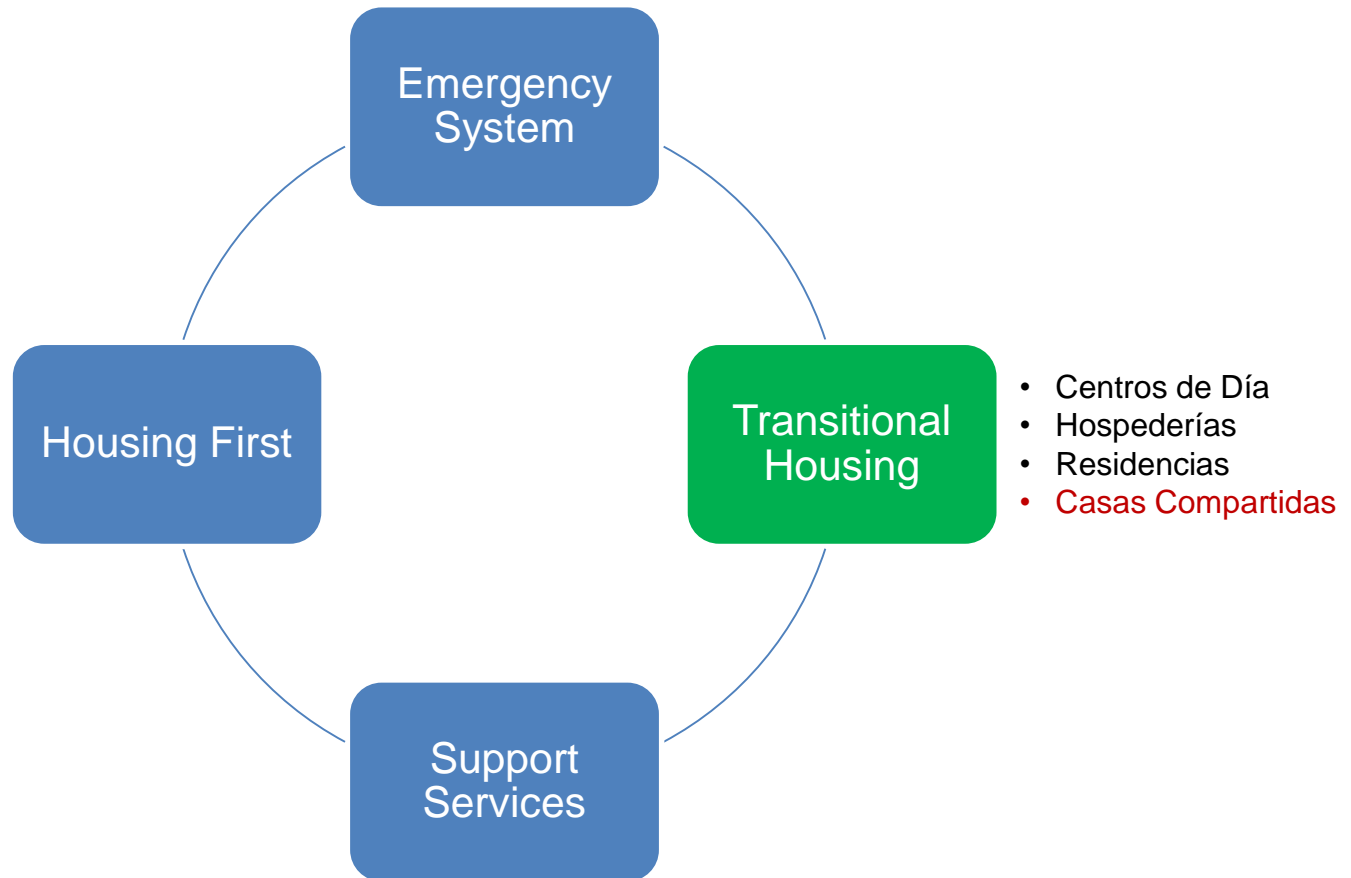 Emergency
System
Housing First
Transitional
Housing
• Centros de Día
• Hospederías
• Residencias
• Casas Compartidas
Support
Services